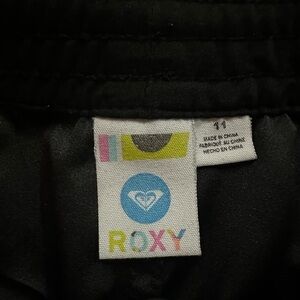 11
MADE IN CHINA
FABRIQUÉ AU CHINE
HECHO EN CHINA
ROXY